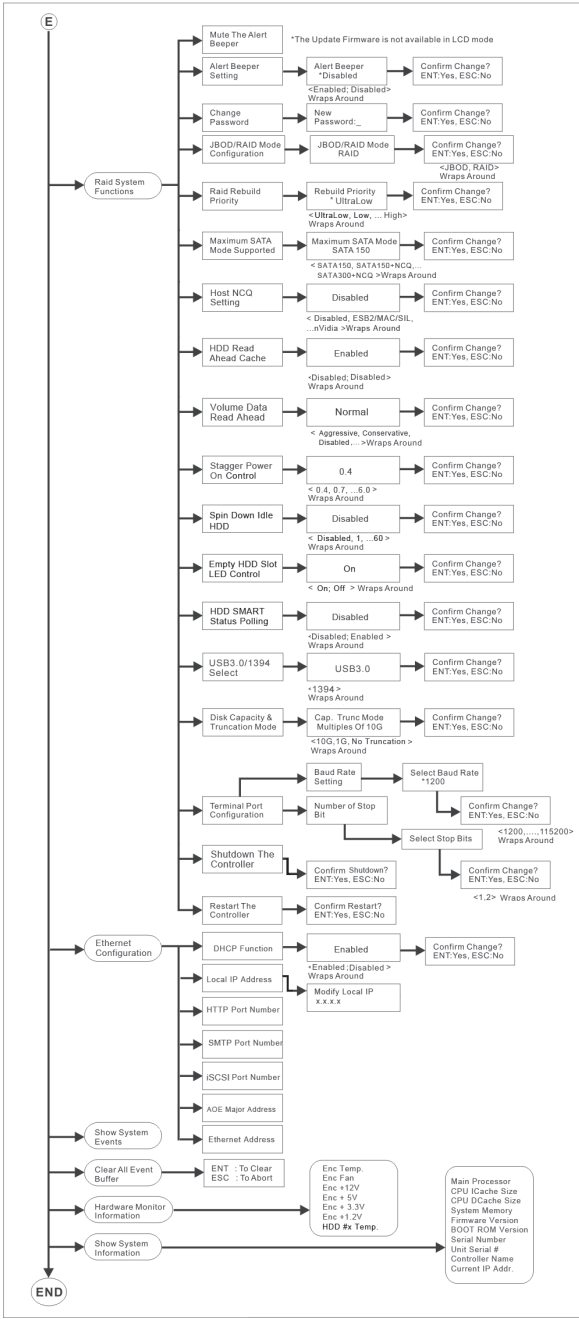 E
Mute The Alert
Beeper
*The Update Firmware is not available in LCD mode
Alert Beeper
Setting
Alert Beeper
*Disabled
Confirm Change?
ENT:Yes, ESC:No
<Enabled; Disabled>
Wraps Around
Change
Password
New
Password:_
Confirm Change?
ENT:Yes, ESC:No
JBOD/RAID Mode
Configuration
JBOD/RAID Mode
RAID
Confirm Change?
ENT:Yes, ESC:No
<JBOD, RAID>
Wraps Around
Raid System
Functions
Raid Rebuild
Priority
Rebuild Priority
* UltraLow
Confirm Change?
ENT:Yes, ESC:No
<UltraLow, Low, ... High>
Wraps Around
Maximum SATA
Mode Supported
Maximum SATA Mode
SATA 150
Confirm Change?
ENT:Yes, ESC:No
< SATA150, SATA150+NCQ,...
SATA300+NCQ >Wraps Around
Host NCQ
Setting
Disabled
Confirm Change?
ENT:Yes, ESC:No
< Disabled, ESB2/MAC/SIL,
...nVidia >Wraps Around
HDD Read
Ahead Cache
Enabled
Confirm Change?
ENT:Yes, ESC:No
<Disabled; Disabled>
Wraps Around
Volume Data
Read Ahead
Normal
Confirm Change?
ENT:Yes, ESC:No
< Aggressive, Conservative,
Disabled,... >Wraps Around
Stagger Power
On Control
0.4
Confirm Change?
ENT:Yes, ESC:No
< 0.4, 0.7, ...6.0 >
Wraps Around
Spin Down Idle
HDD
Disabled
Confirm Change?
ENT:Yes, ESC:No
< Disabled, 1, ...60 >
Wraps Around
Empty HDD Slot
LED Control
On
Confirm Change?
ENT:Yes, ESC:No
< On; Off > Wraps Around
HDD SMART
Status Polling
Disabled
Confirm Change?
ENT:Yes, ESC:No
<Disabled; Enabled >
Wraps Around
USB3.0/1394
Select
USB3.0
Confirm Change?
ENT:Yes, ESC:No
<1394 >
Wraps Around
Disk Capacity &
Truncation Mode
Cap. Trunc Mode
Multiples Of 10G
Confirm Change?
ENT:Yes, ESC:No
<10G,1G, No Truncation >
Wraps Around
Baud Rate
Setting
Select Baud Rate
*1200
Terminal Port
Configuration
Number of Stop
Bit
Confirm Change?
ENT:Yes, ESC:No
<1200,....,115200>
Wraps Around
Select Stop Bits
Shutdown The
Controller
Confirm Shutdown?
ENT:Yes, ESC:No
Confirm Change?
ENT:Yes, ESC:No
<1.2> Wraps Around
Restart The
Controller
Confirm Restart?
ENT:Yes, ESC:No
Ethernet
Configuration
DHCP Function
Enabled
Confirm Change?
ENT:Yes, ESC:No
<Enabled ;Disabled >
Wraps Around
Local IP Address
Modify Local IP
x.x.x.x
HTTP Port Number
SMTP Port Number
iSCSI Port Number
AOE Major Address
Ethernet Address
Show System
Events
Clear All Event
Buffer
ENT : To Clear
ESC : To Abort
Hardware Monitor
Information
Enc Temp.
Enc Fan
Enc +12V
Enc + 5V
Enc + 3.3V
Enc +1.2V
HDD #x Temp.
Show System
Information
Main Processor
CPU ICache Size
CPU DCache Size
System Memory
Firmware Version
BOOT ROM Version
Serial Number
Unit Serial #
Controller Name
Current IP Addr.
END